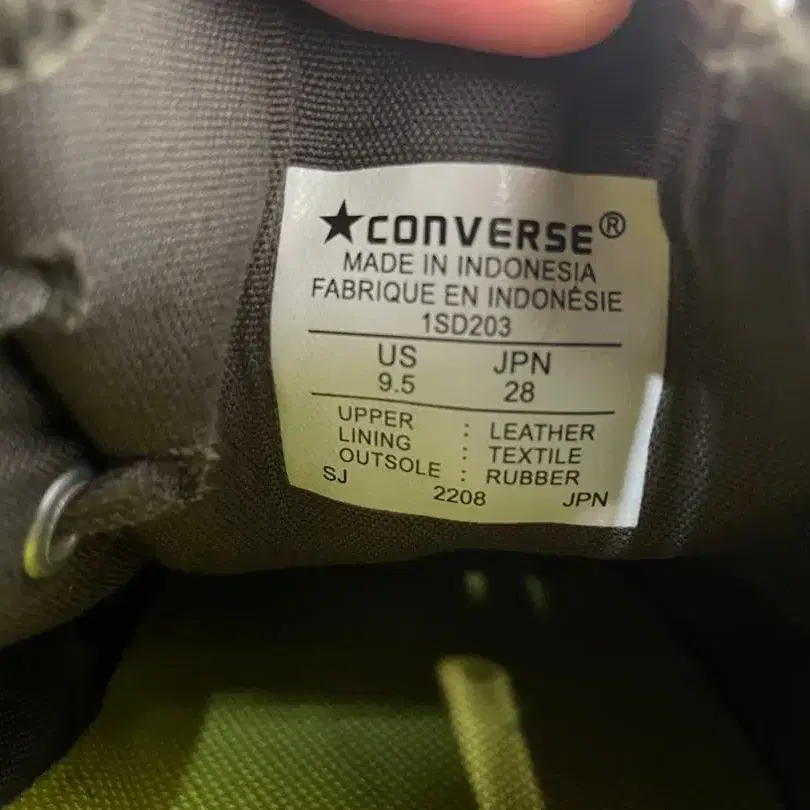 ★CONVERSE®
MADE IN INDONESIA
FABRIQUE EN INDONÉSIE
1SD203
US JPN
9.5 28
UPPER : LEATHER
LINING : TEXTILE
OUTSOLE : RUBBER
SJ 2208 JPN